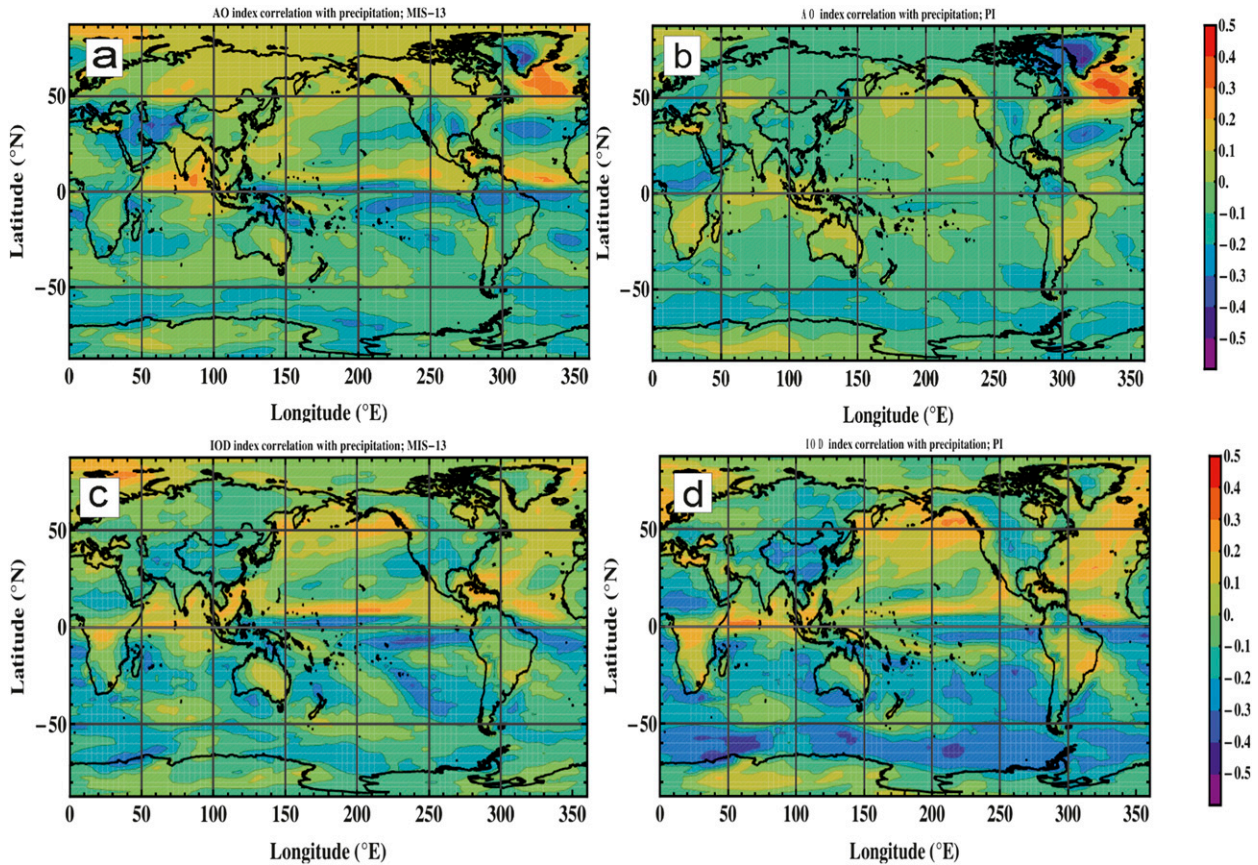 AO index correlation with precipitation; MIS−13
a
Latitude (°N)
50
0
−50
0 50 100 150 200 250 300 350
Longitude (°E)
A O index correlation with precipitation; PI
b
Latitude (°N)
50
0
−50
0 50 100 150 200 250 300 350
Longitude (°E)
0.5
0.4
0.3
0.2
0.1
0.
−0.1
−0.2
−0.3
−0.4
−0.5
IOD index correlation with precipitation; MIS−13
c
Latitude (°N)
50
0
−50
0 50 100 150 200 250 300 350
Longitude (°E)
I O D index correlation with precipitation; PI
d
Latitude (°N)
50
0
−50
0 50 100 150 200 250 300 350
Longitude (°E)
0.5
0.4
0.3
0.2
0.1
0.
−0.1
−0.2
−0.3
−0.4
−0.5